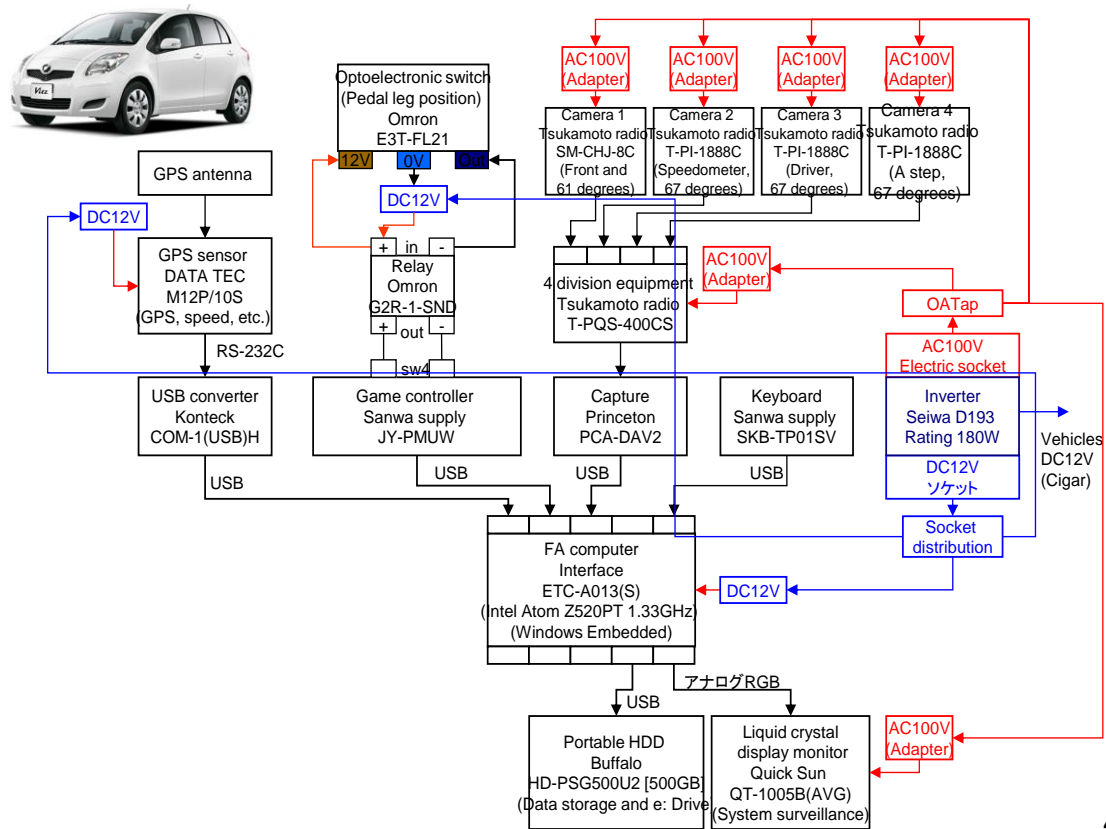 Vitz
AC100V
(Adapter)
AC100V
(Adapter)
AC100V
(Adapter)
AC100V
(Adapter)
Optoelectronic switch
(Pedal leg position)
Omron
E3T-FL21
12V
0V
Out
Camera 1
Tsukamoto radio
SM-CHJ-8C
(Front and
61 degrees)
Camera 2
Tsukamoto radio
T-PI-1888C
(Speedometer,
67 degrees)
Camera 3
Tsukamoto radio
T-PI-1888C
(Driver,
67 degrees)
Camera 4
Tsukamoto radio
T-PI-1888C
(A step,
67 degrees)
GPS antenna
DC12V
DC12V
GPS sensor
DATA TEC
M12P/10S
(GPS, speed, etc.)
RS-232C
+
in
-
Relay
Omron
G2R-1-SND
+
out
-
sw4
4 division equipment
Tsukamoto radio
T-PQS-400CS
AC100V
(Adapter)
OATap
AC100V
Electric socket
Inverter
Seiwa D193
Rating 180W
DC12V
ソケット
Vehicles
DC12V
(Cigar)
USB converter
Konteck
COM-1(USB)H
Game controller
Sanwa supply
JY-PMUW
Capture
Princeton
PCA-DAV2
Keyboard
Sanwa supply
SKB-TP01SV
USB
USB
USB
USB
Socket
distribution
FA computer
Interface
ETC-A013(S)
(Intel Atom Z520PT 1.33GHz)
(Windows Embedded)
DC12V
USB
アナログRGB
Portable HDD
Buffalo
HD-PSG500U2 [500GB]
(Data storage and e: Drive
Liquid crystal
display monitor
Quick Sun
QT-1005B(AVG)
(System surveillance)
AC100V
(Adapter)